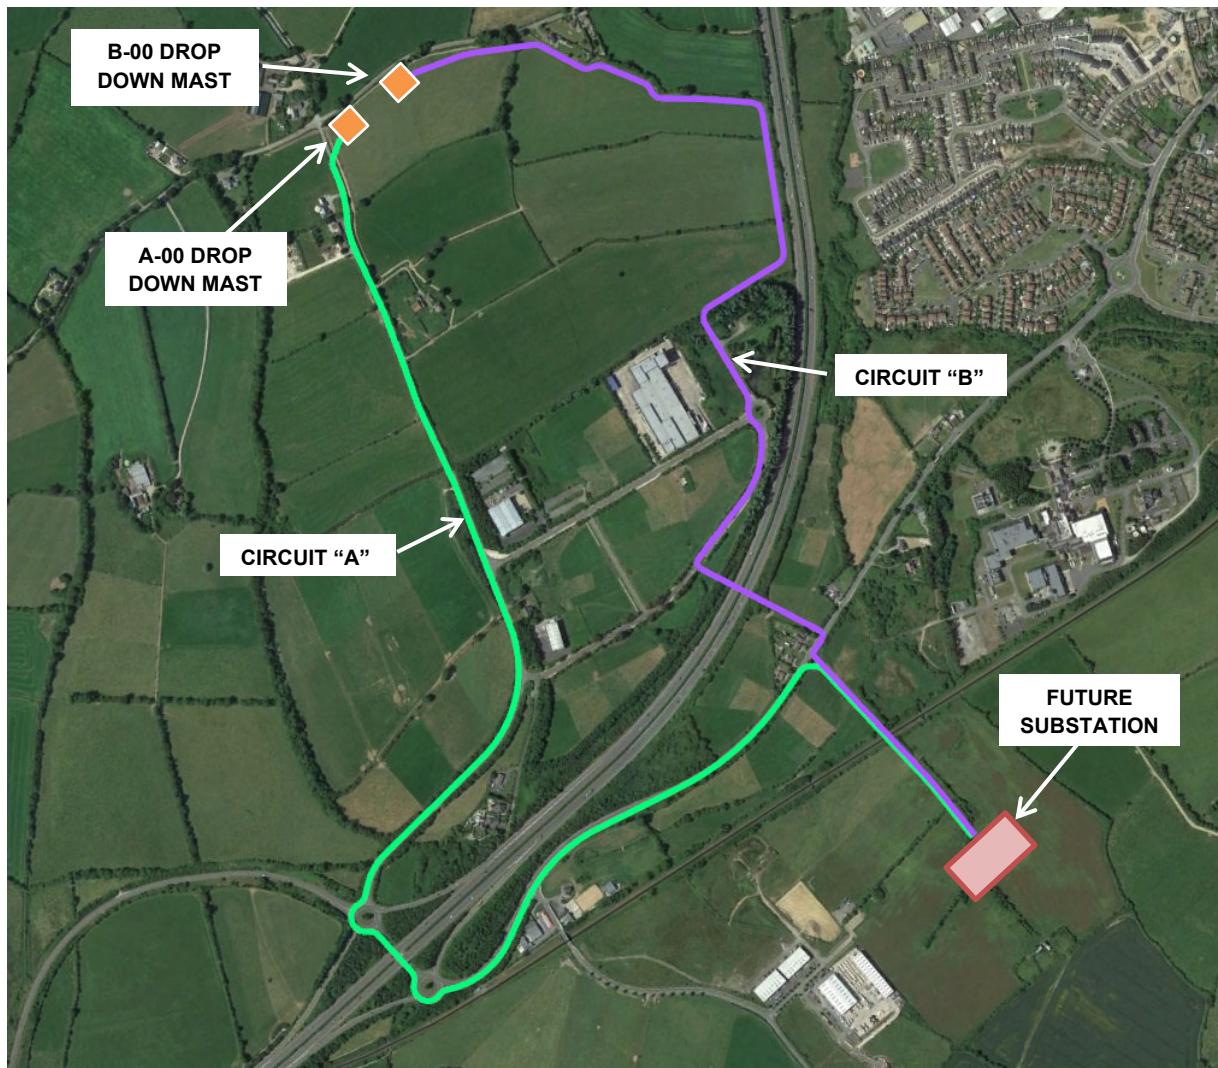 B-00 DROP
DOWN MAST
A-00 DROP
DOWN MAST
CIRCUIT “B”
CIRCUIT “A”
FUTURE
SUBSTATION